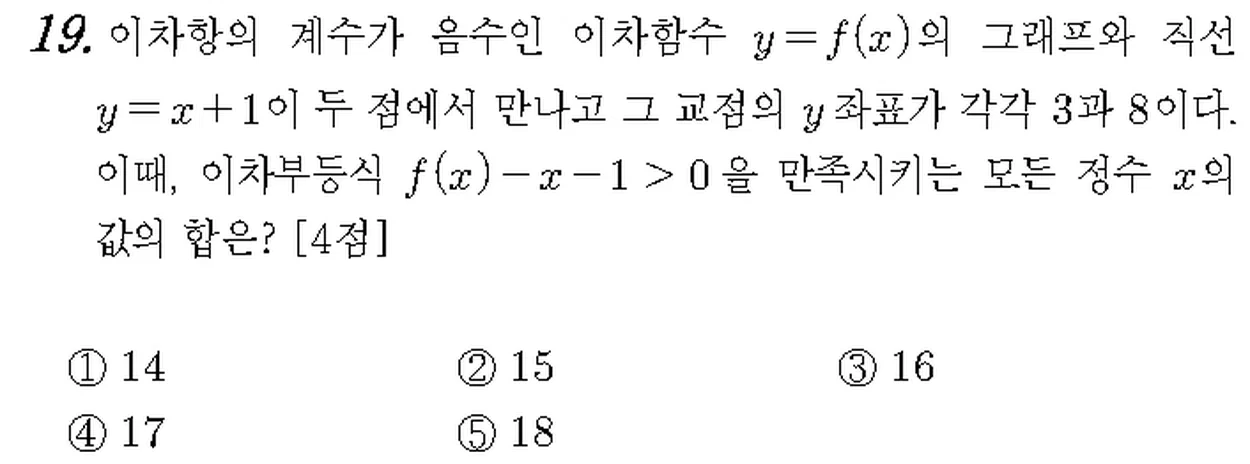 19. 이차항의 계수가 음수인 이차함수 y=f(x)의 그래프와 직선
y=x+1이 두 점에서 만나고 그 교점의 y좌표가 각각 3과 8이다.
이때, 이차부등식 f(x)-x-1>0을 만족시키는 모든 정수 x의
값의 합은? [4점]
① 14 ② 15 ③ 16
④ 17 ⑤ 18